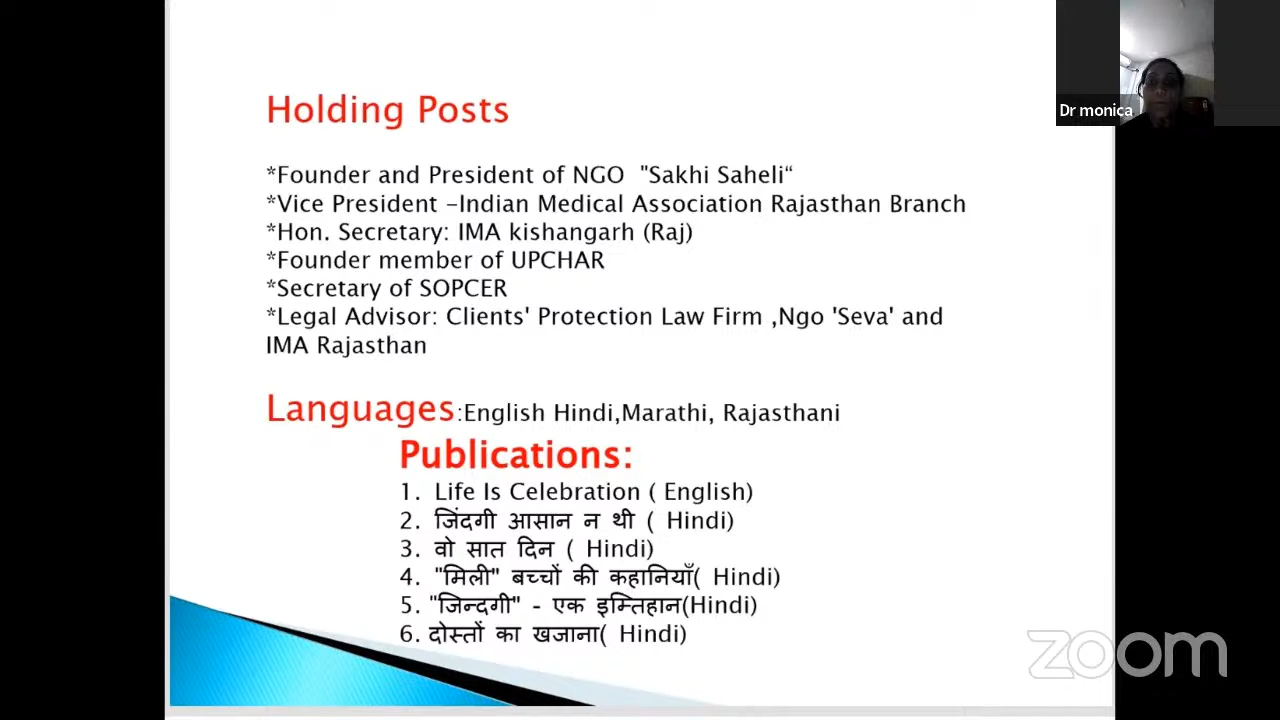 Holding Posts
*Founder and President of NGO "Sakhi Saheli“
*Vice President –Indian Medical Association Rajasthan Branch
*Hon. Secretary: IMA kishangarh (Raj)
*Founder member of UPCHAR
*Secretary of SOPCER
*Legal Advisor: Clients' Protection Law Firm ,Ngo 'Seva' and
IMA Rajasthan
Languages:English Hindi,Marathi, Rajasthani
Publications:
1. Life Is Celebration ( English)
2. जिंदगी आसान न थी ( Hindi)
3. वो सात दिन ( Hindi)
4. "मिली" बच्चों की कहानियाँ( Hindi)
5. "जिन्दगी" - एक इम्तिहान(Hindi)
6. दोस्तों का खजाना( Hindi)
Dr monica
zoom